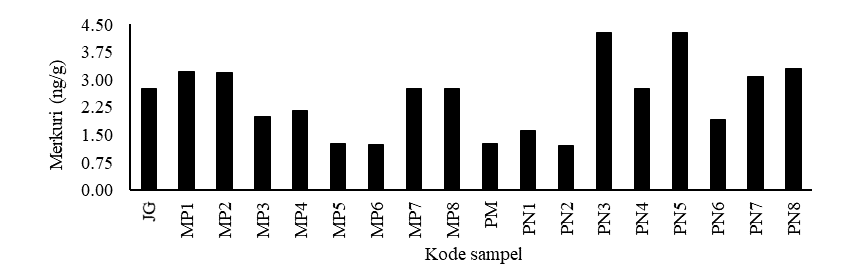 4.50
3.75
3.00
2.25
1.50
0.75
0.00
Merkuri (ng/g)
JG MP1 MP2 MP3 MP4 MP5 MP6 MP7 MP8 PM PN1 PN2 PN3 PN4 PN5 PN6 PN7 PN8
Kode sampel